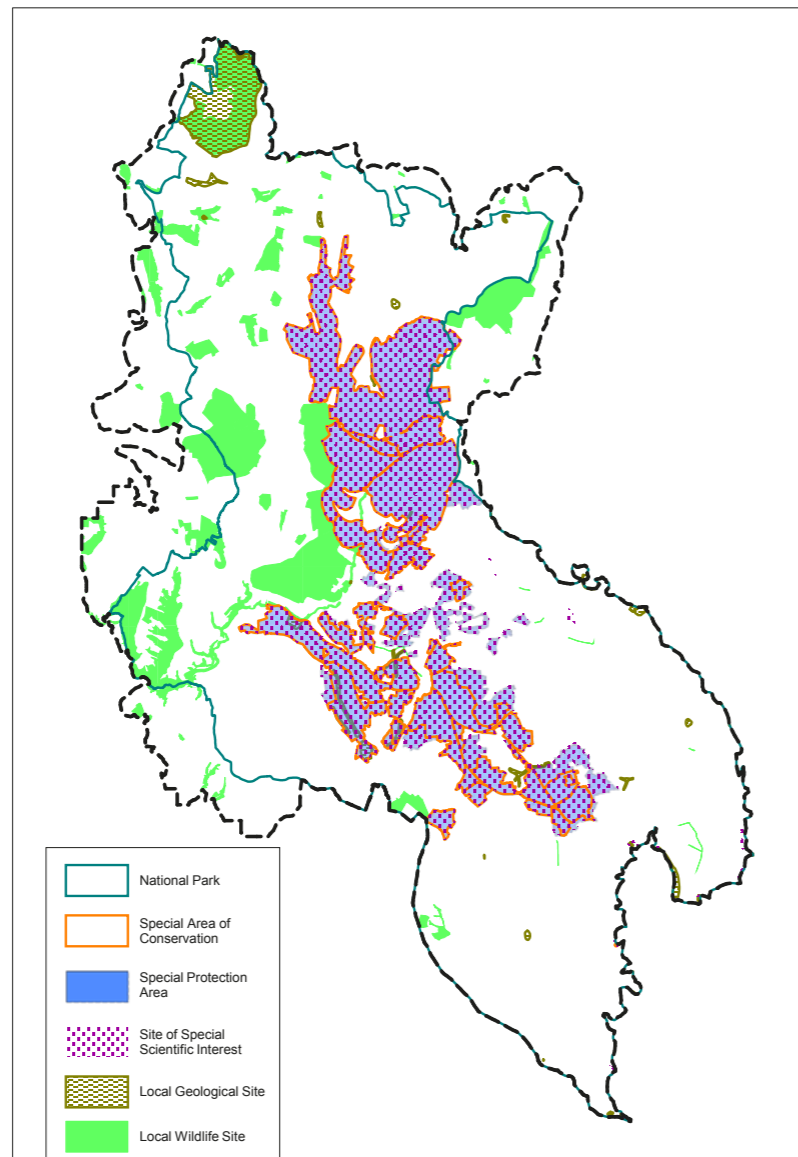 National Park
Special Area of
Conservation
Special Protection
Area
Site of Special
Scientific Interest
Local Geological Site
Local Wildlife Site